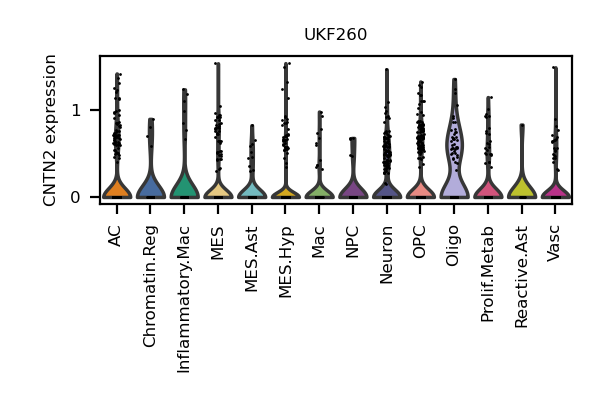 UKF260
CNTN2 expression
1
0
AC
Chromatin.Reg
Inflammatory.Mac
MES
MES.Ast
MES.Hyp
Mac
NPC
Neuron
OPC
Oligo
Prolif.Metab
Reactive.Ast
Vasc